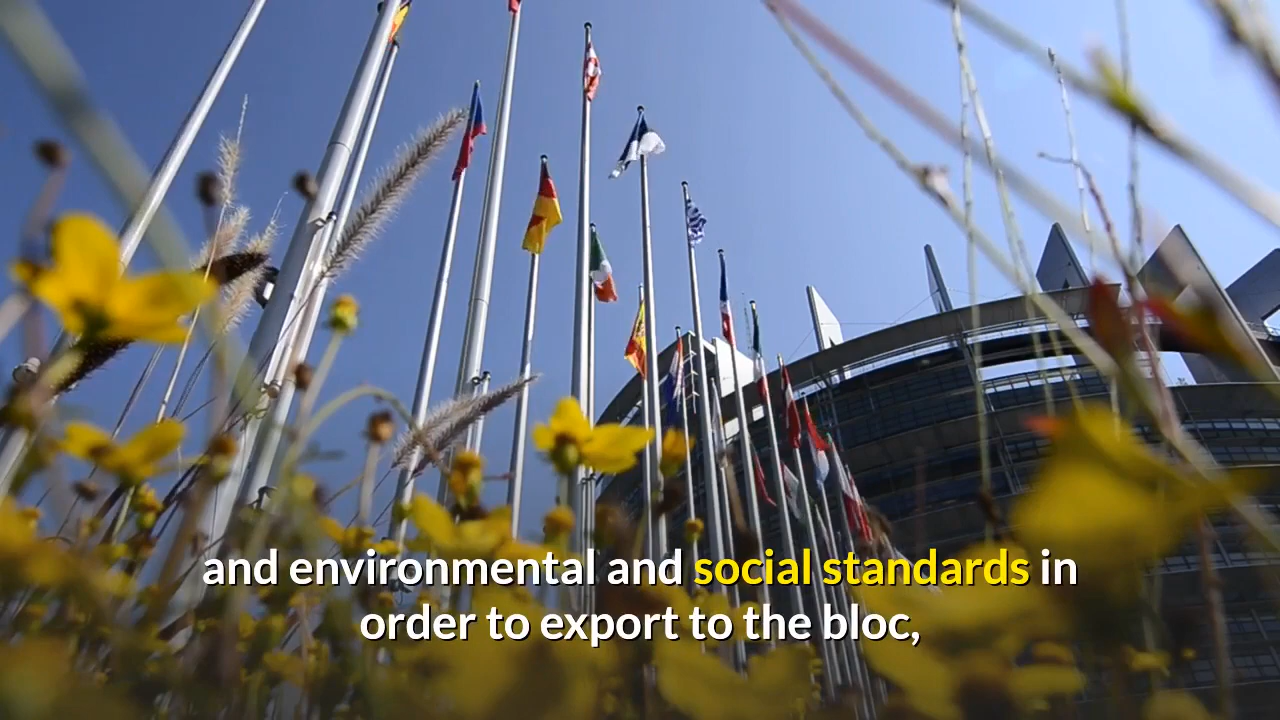 and environmental and social standards in
order to export to the bloc,